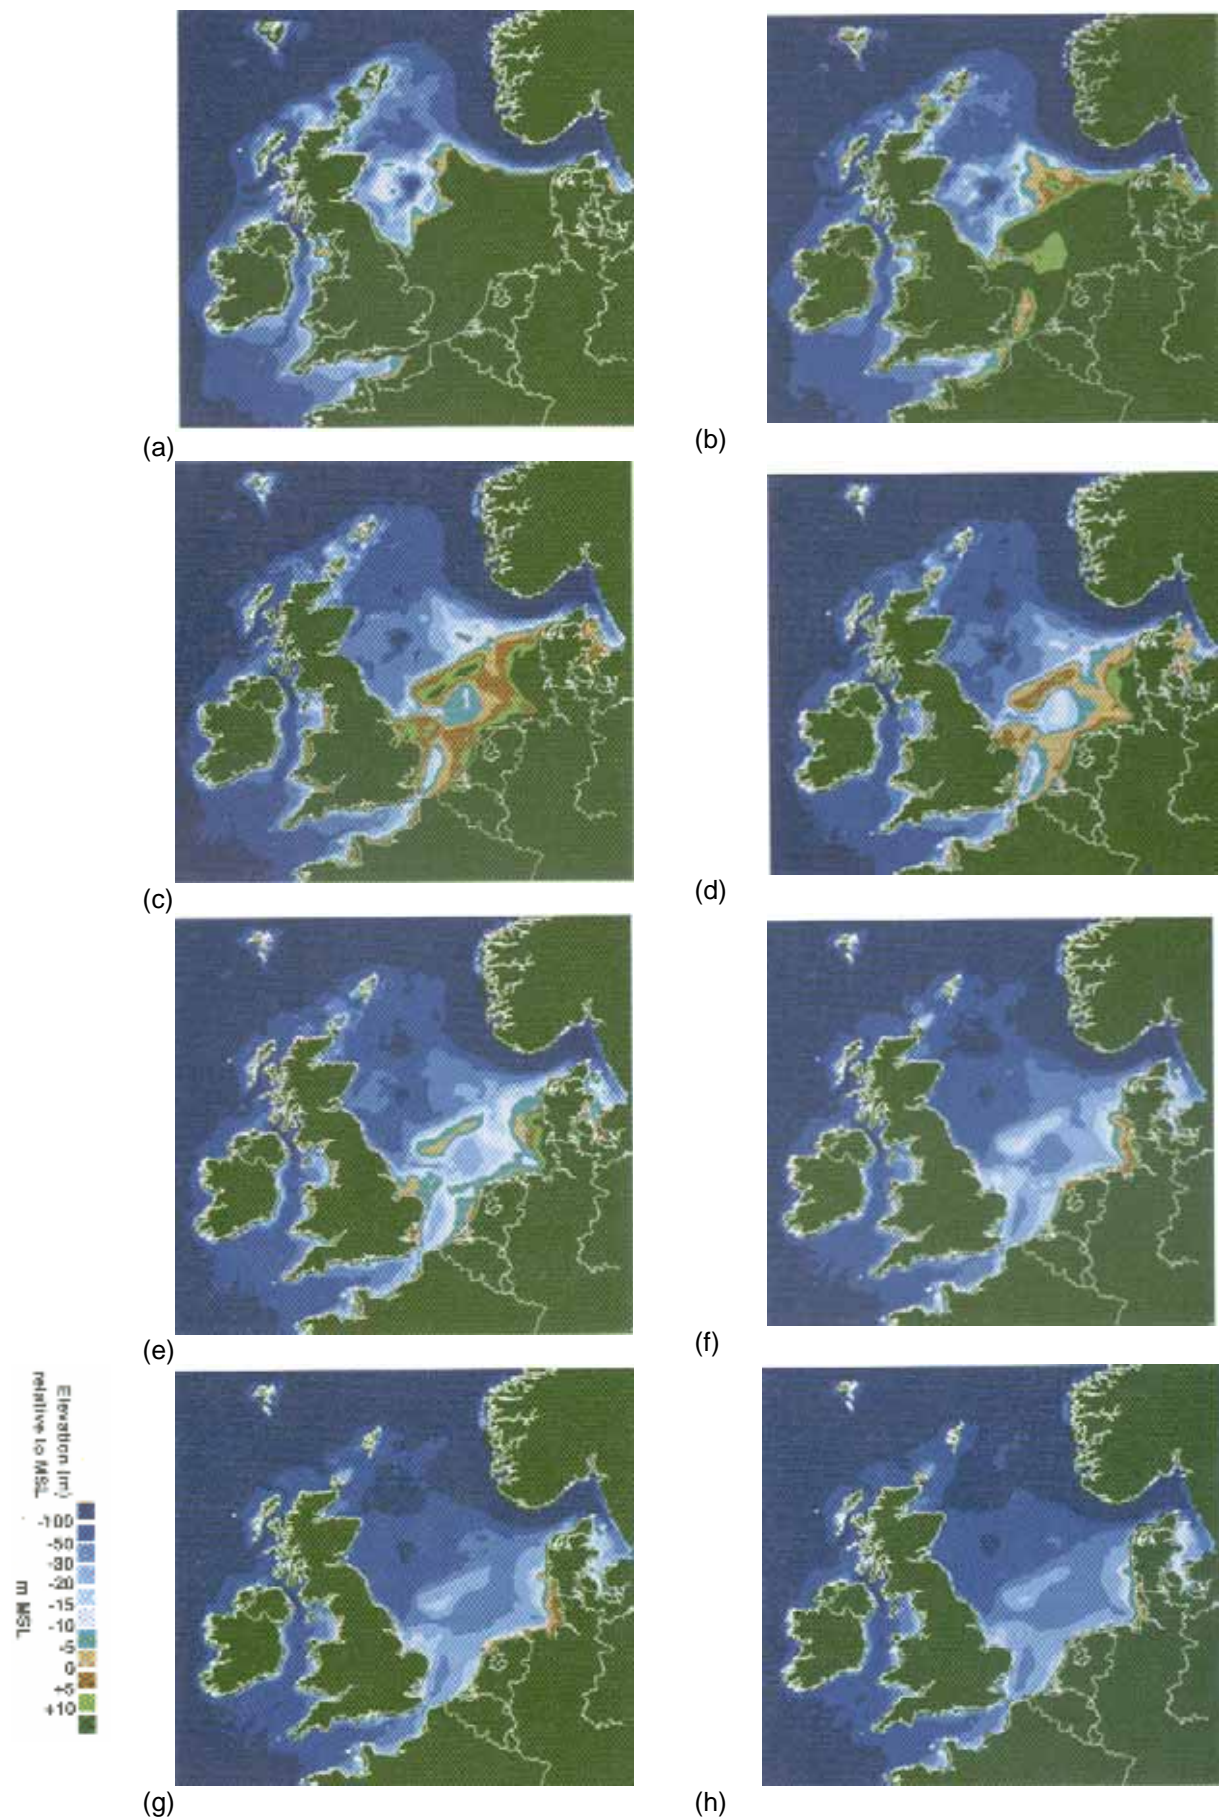 (a)
(b)
(c)
(d)
(e)
(f)
Elevation (m)
relative to MSL
-100
-50
-30
-20
-15
-10
-5
0
+5
+10
m MSL
(g)
(h)